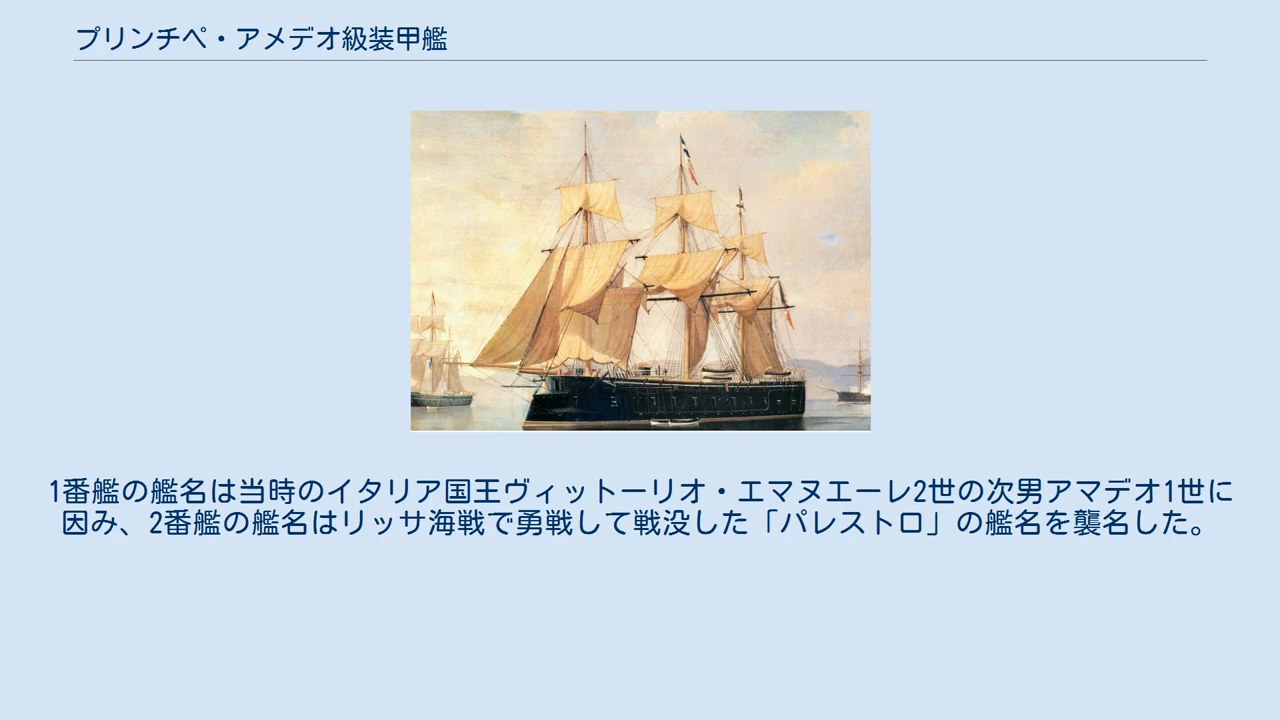 プリンチペ・アメデオ級装甲艦
1番艦の艦名は当時のイタリア国王ヴィットーリオ・エマヌエーレ2世の次男アマデオ1世に
因み、2番艦の艦名はリッサ海戦で勇戦して戦没した「パレストロ」の艦名を襲名した。